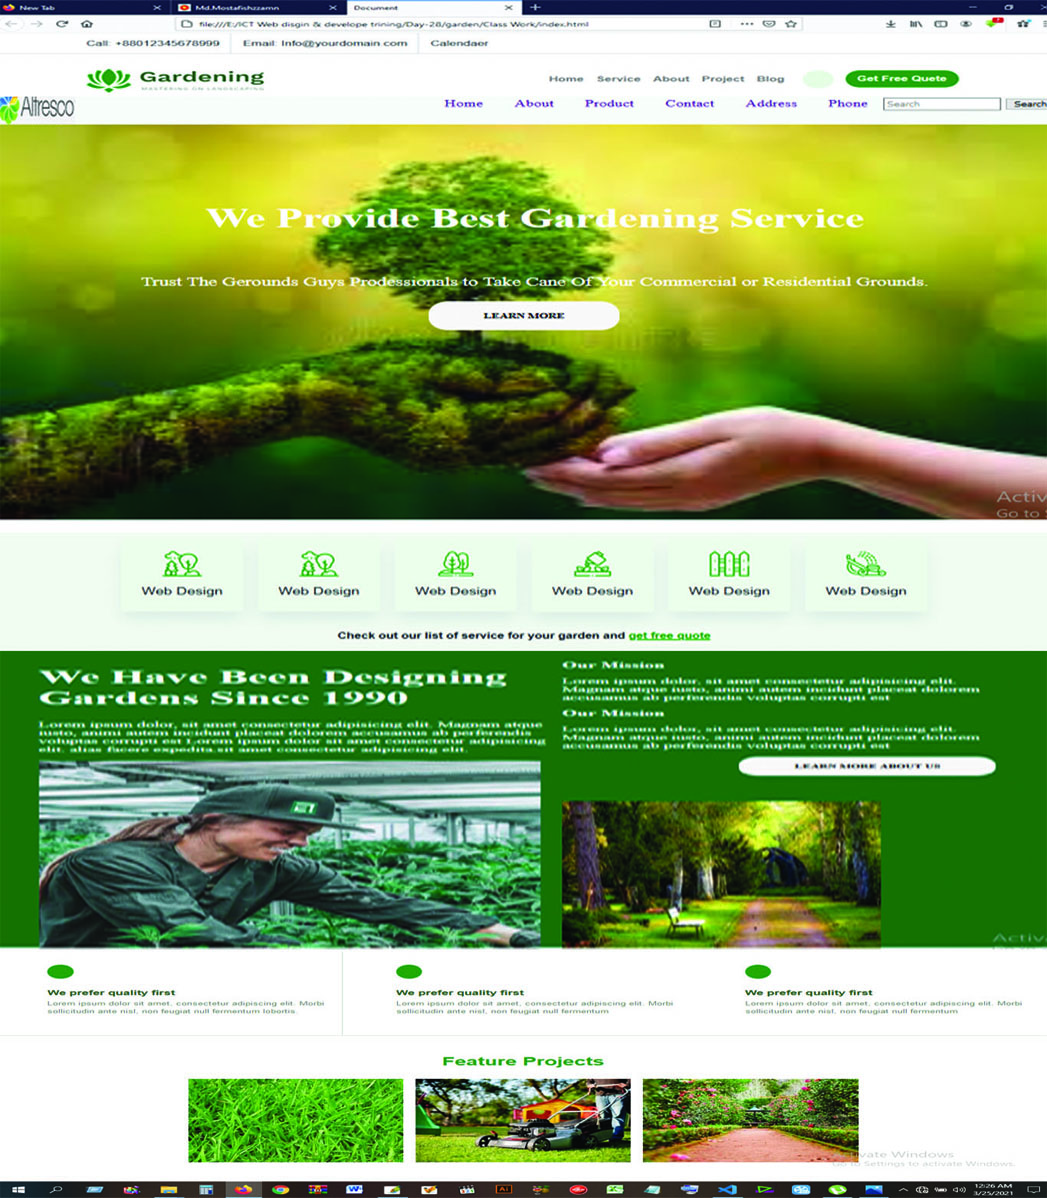 New Tab
Md.Mostafishzzamn
Document
file:///E:/ICT Web disgin & develope trining/Day-28/garden/Class Work/index.html
Call: +88012345678999
Email: Info@yourdomain.com
Calendaer
Gardening
MASTERING ON LANDSCAPING
Home Service About Project Blog
Get Free Quete
Alfresco
Home About Product Contact Address Phone
Search
Search
We Provide Best Gardening Service
Trust The Gerounds Guys Prodessionals to Take Cane Of Your Commercial or Residential Grounds.
LEARN MORE
Activ
Go to S
Web Design
Web Design
Web Design
Web Design
Web Design
Web Design
Check out our list of service for your garden and get free quote
We Have Been Designing
Gardens Since 1990
Lorem ipsum dolor, sit amet consectetur adipisicing elit. Magnam atque
iusto, animi autem incidunt placeat dolorem accusamus ab perferendis
voluptas corrupti est Lorem ipsum dolor sit amet consectetur adipisicing
elit. alias facere expedita.sit amet consectetur adipisicing elit.
Our Mission
Lorem ipsum dolor, sit amet consectetur adipisicing elit.
Magnam atque iusto, animi autem incidunt placeat dolorem
accusamus ab perferendis voluptas corrupti est
Our Mission
Lorem ipsum dolor, sit amet consectetur adipisicing elit.
Magnam atque iusto, animi autem incidunt placeat dolorem
accusamus ab perferendis voluptas corrupti est
LEARN MORE ABOUT US
Activa
We prefer quality first
Lorem ipsum dolor sit amet, consectetur adipiscing elit. Morbi
sollicitudin ante nisl, non feugiat null fermentum lobortis.
We prefer quality first
Lorem ipsum dolor sit amet, consectetur adipiscing elit. Morbi
sollicitudin ante nisl, non feugiat null fermentum
We prefer quality first
Lorem ipsum dolor sit amet, consectetur adipiscing elit. Morbi
sollicitudin ante nisl, non feugiat null fermentum
Feature Projects
vate Windows
Go to Settings to activate Windows.
12:26 AM
3/25/2021